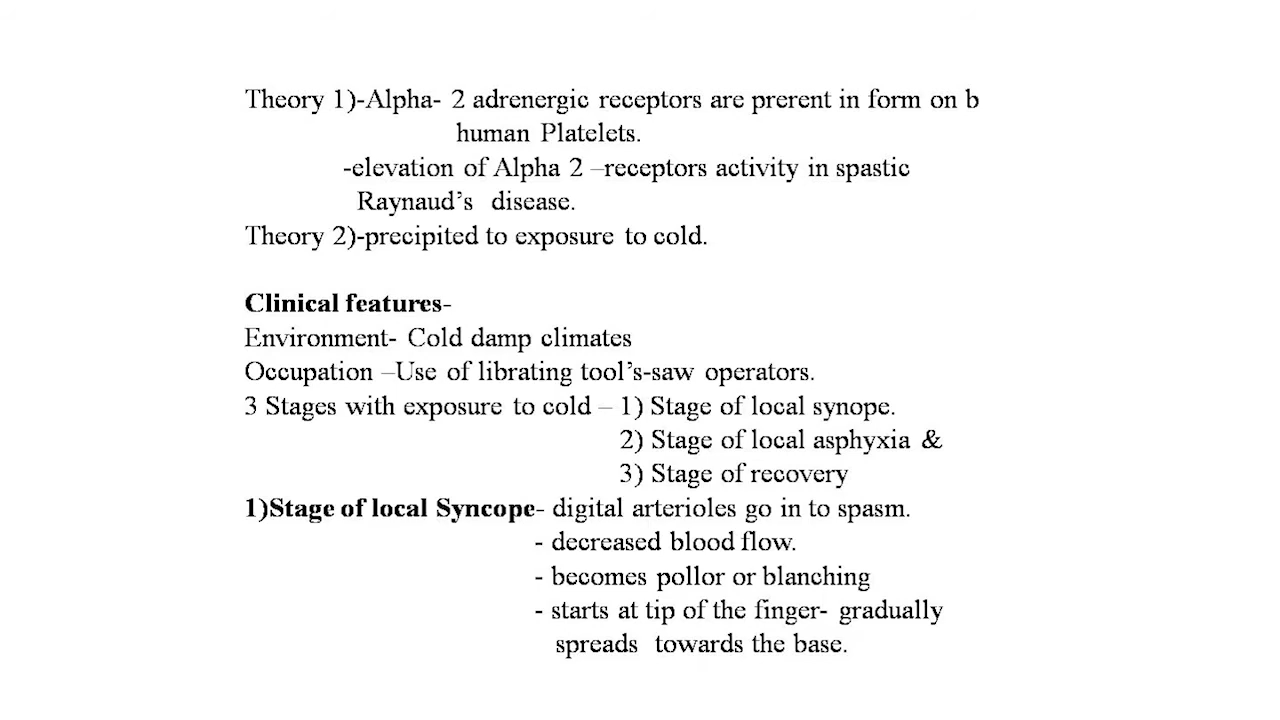 Theory 1)-Alpha- 2 adrenergic receptors are prerent in form on b
human Platelets.
-elevation of Alpha 2 –receptors activity in spastic
Raynaud’s disease.
Theory 2)-precipited to exposure to cold.
Clinical features-
Environment- Cold damp climates
Occupation –Use of librating tool’s-saw operators.
3 Stages with exposure to cold – 1) Stage of local synope.
2) Stage of local asphyxia &
3) Stage of recovery
1)Stage of local Syncope- digital arterioles go in to spasm.
- decreased blood flow.
- becomes pollor or blanching
- starts at tip of the finger- gradually
spreads towards the base.